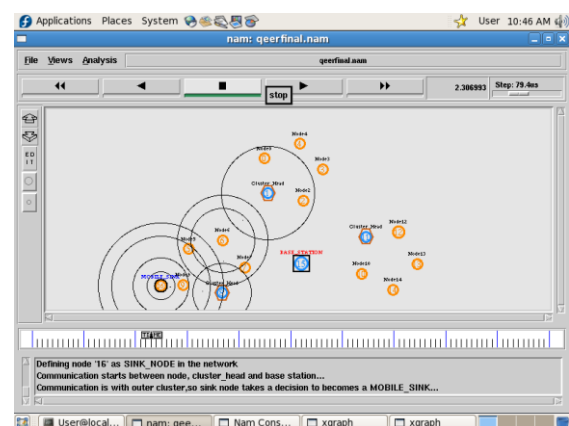 Applications Places System User 10:46 AM
nam: qeerfinal.nam
File Views Analysis qeerfinal.nam
2.306993 Step: 79.4us
stop
ED
IT
Node4
Node3
Cluster_Head
Node2
Cluster_Head Node12
Node6
BASE_STATION
Node13
MOBILE_SINK
Node14
Cluster_Head
TIME
Defining node '16' as SINK_NODE in the network
Communication starts between node, cluster_head and base station...
Communication is with outer cluster,so sink node takes a decision to becomes a MOBILE_SINK...
User@local... nam: qee... Nam Cons... xgraph xgraph